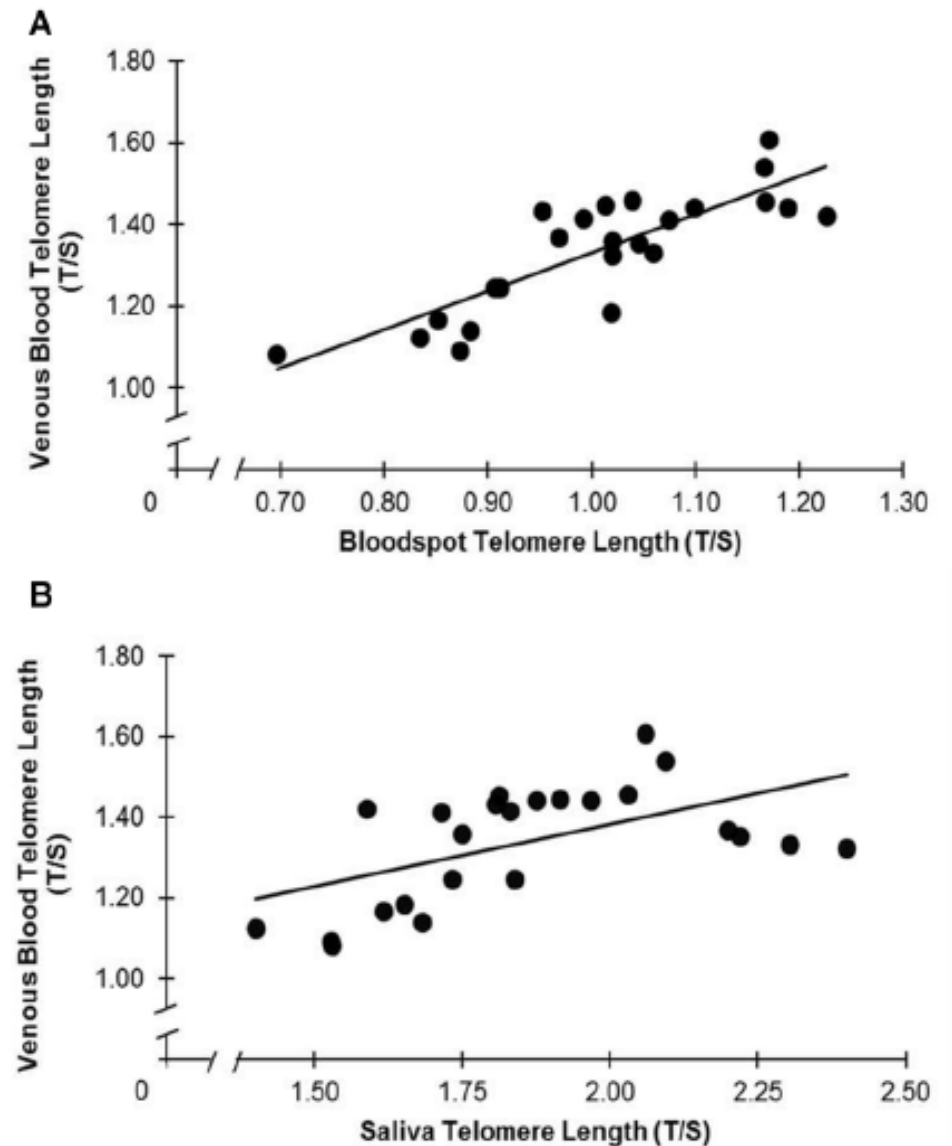 A
Venous Blood Telomere Length
(T/S)
1.80
1.60
1.40
1.20
1.00
0
0.70 0.80 0.90 1.00 1.10 1.20 1.30
Bloodspot Telomere Length (T/S)
B
Venous Blood Telomere Length
(T/S)
1.80
1.60
1.40
1.20
1.00
0
1.50 1.75 2.00 2.25 2.50
Saliva Telomere Length (T/S)